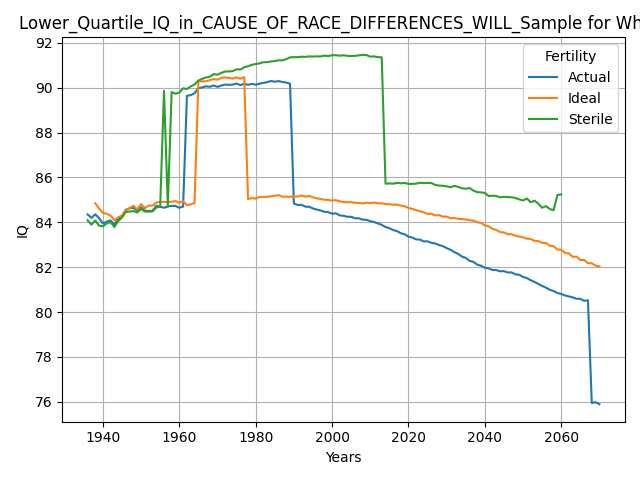 Lower_Quartile_IQ_in_CAUSE_OF_RACE_DIFFERENCES_WILL_Sample for Wh
92
90
88
86
84
82
80
78
76
IQ
Fertility
Actual
Ideal
Sterile
1940 1960 1980 2000 2020 2040 2060
Years